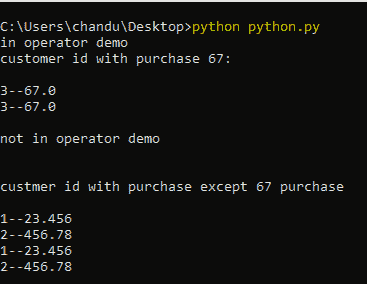 C:\Users\chandu\Desktop>python python.py
in operator demo
customer id with purchase 67:
3--67.0
3--67.0
not in operator demo
custmer id with purchase except 67 purchase
1--23.456
2--456.78
1--23.456
2--456.78